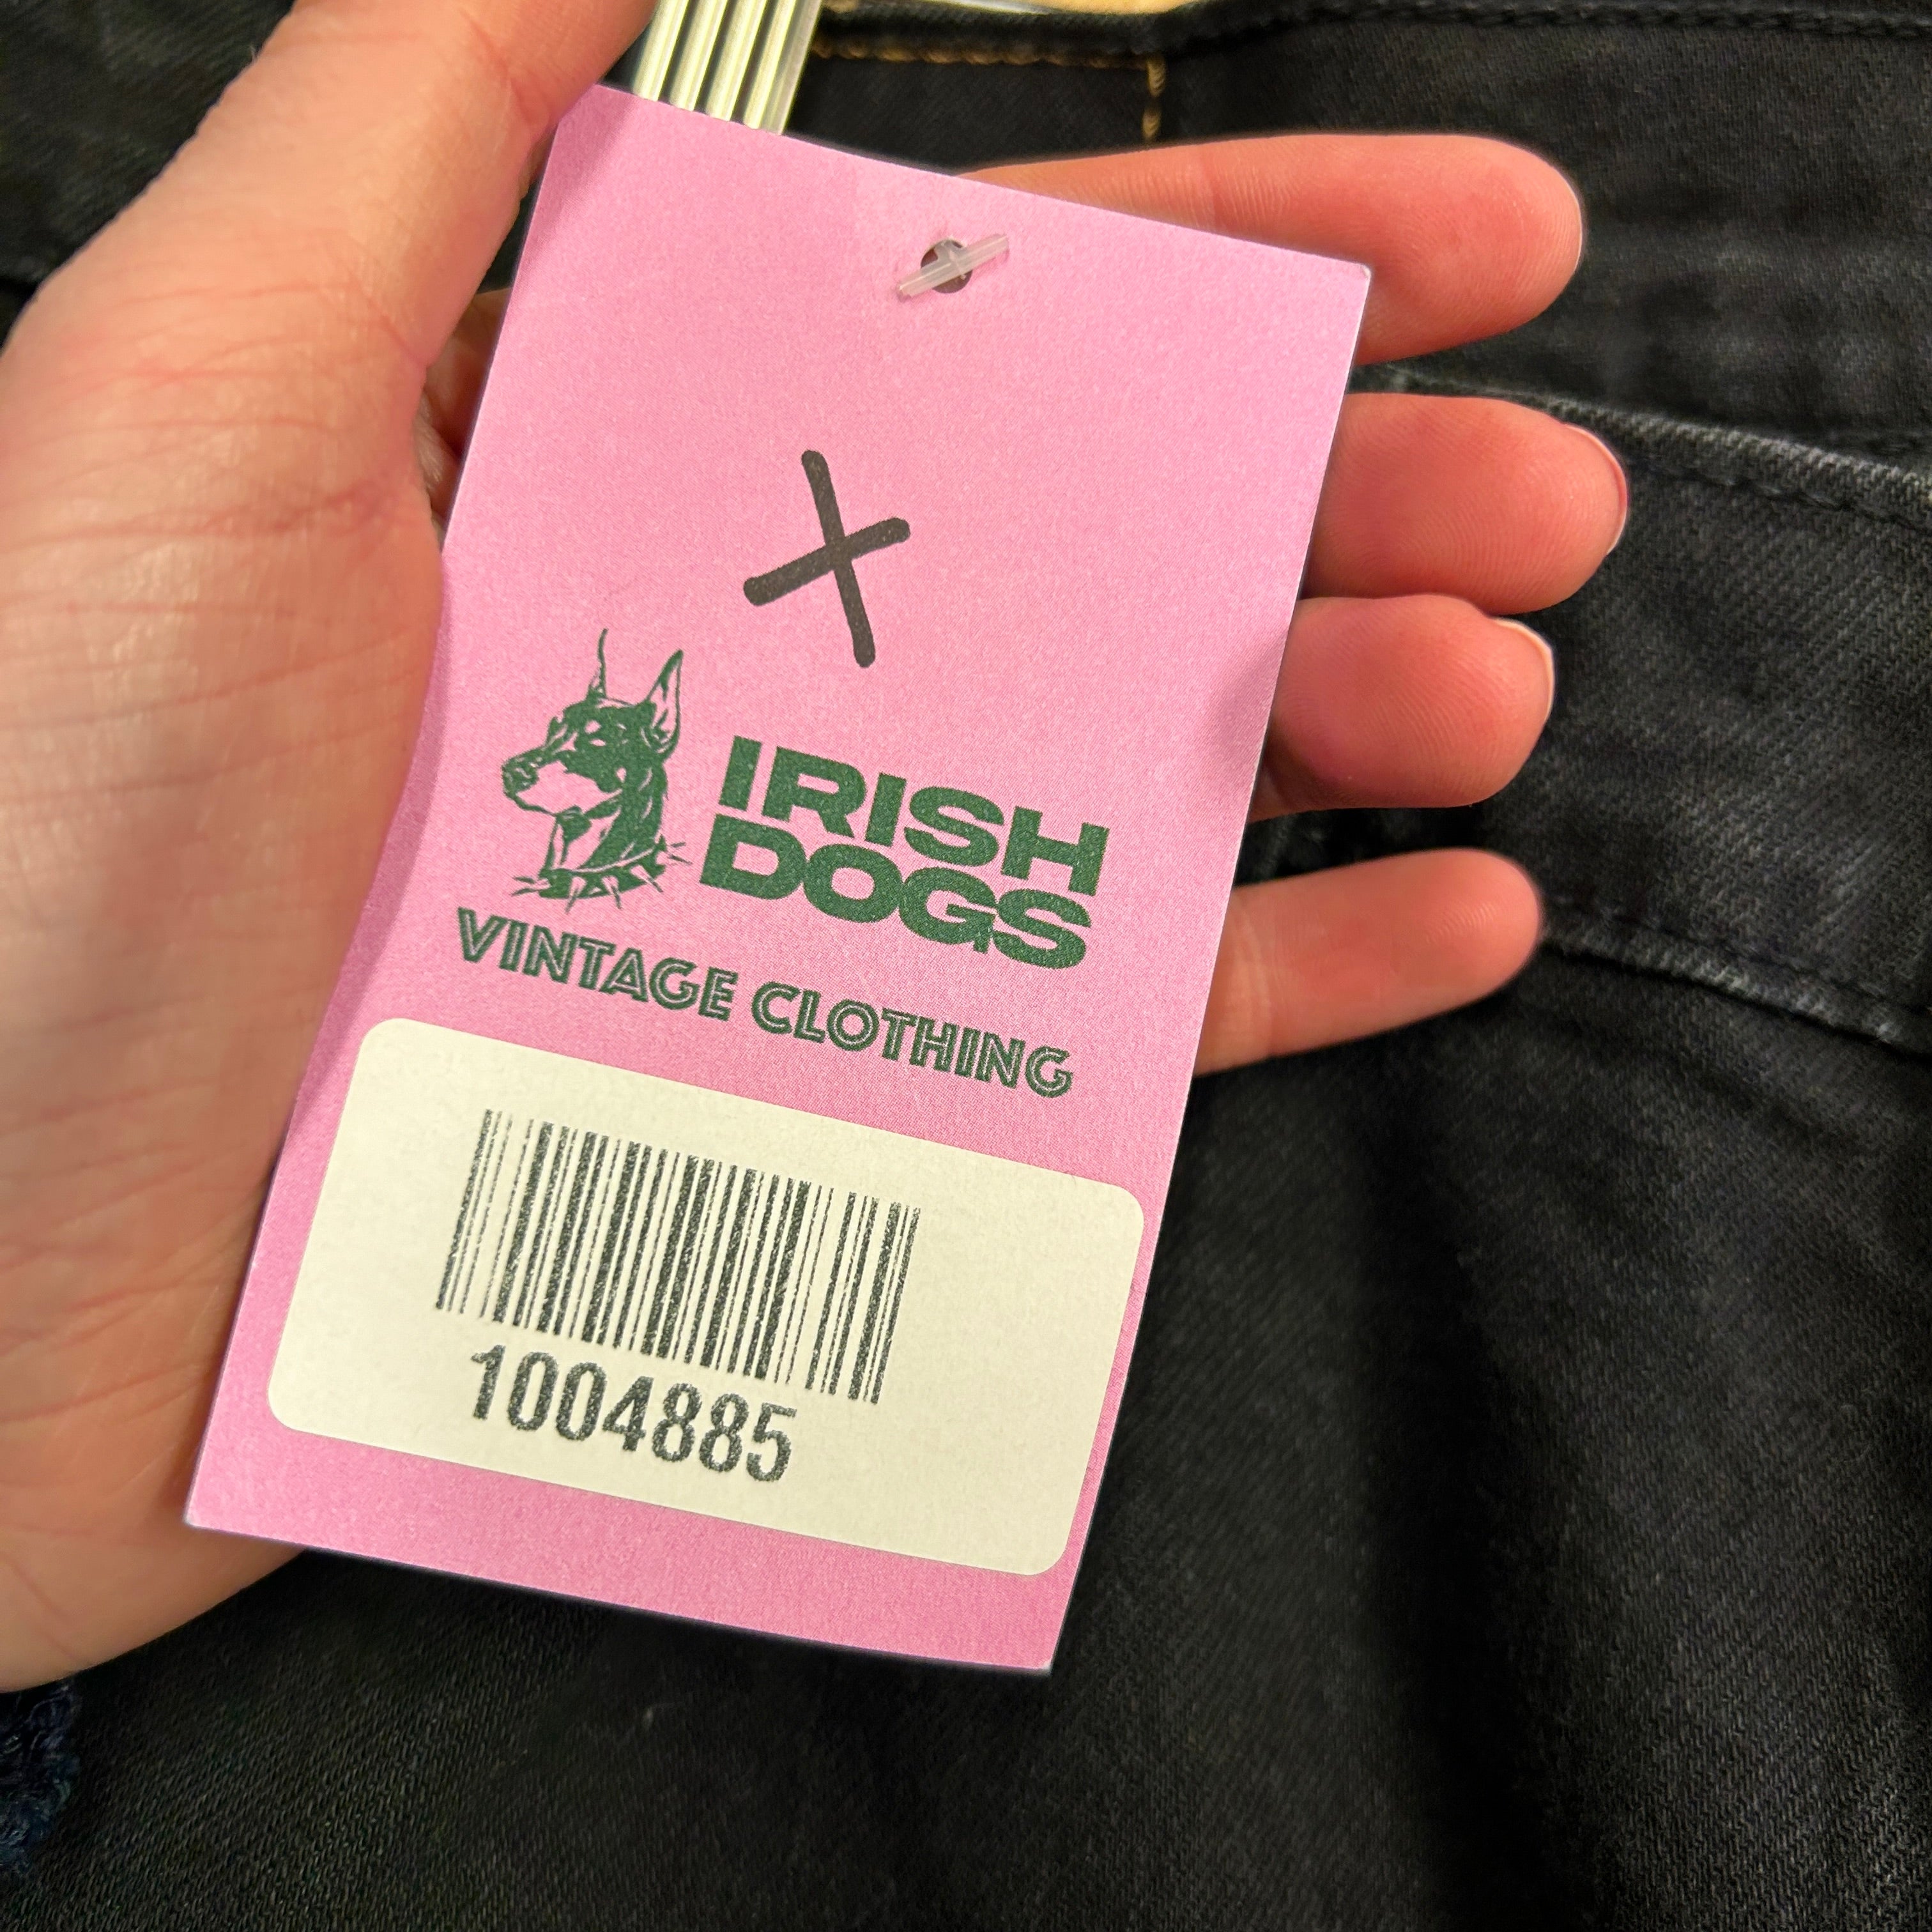 X
IRISH
DOGS
VINTAGE CLOTHING
1004885